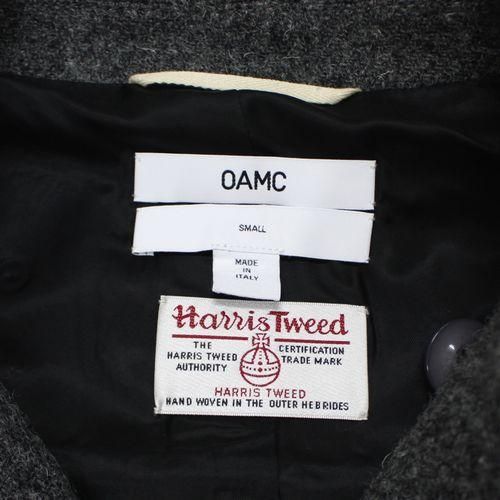 OAMC
SMALL
MADE
IN
ITALY
Harris Tweed
THE HARRIS TWEED AUTHORITY
CERTIFICATION TRADE MARK
HARRIS TWEED
HAND WOVEN IN THE OUTER HEBRIDES